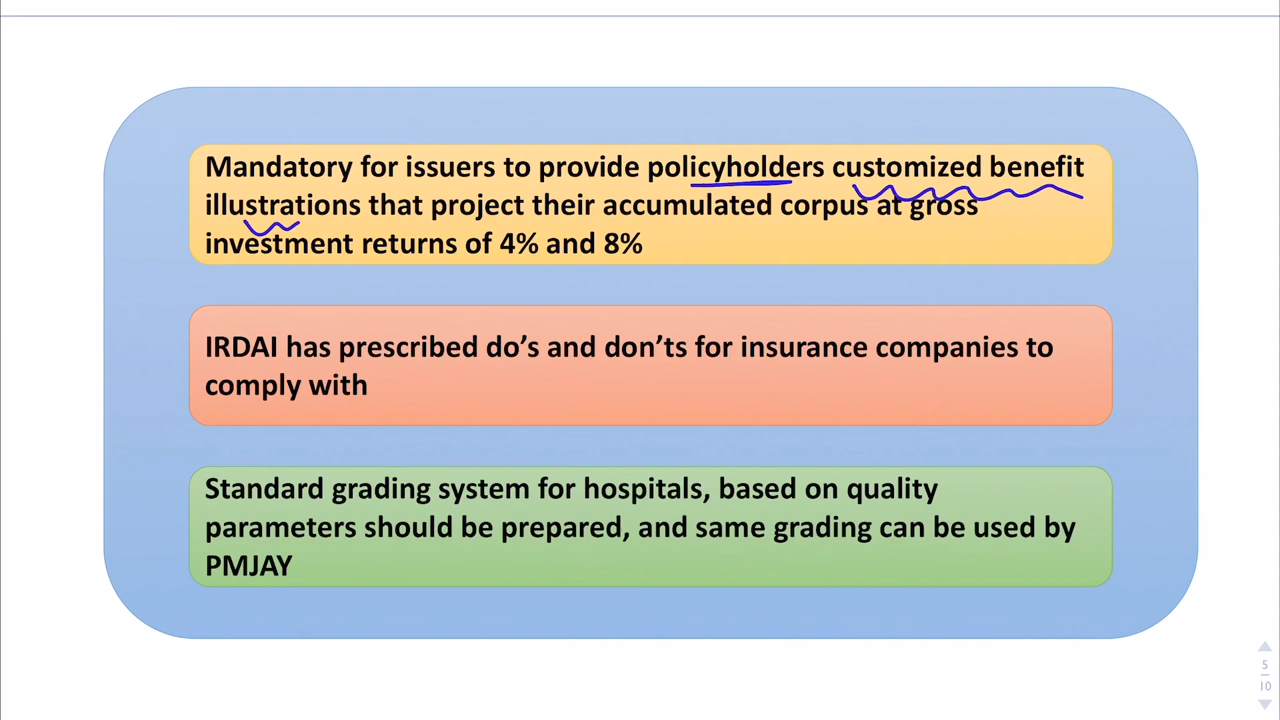 Mandatory for issuers to provide policyholders customized benefit
illustrations that project their accumulated corpus at gross
investment returns of 4% and 8%
IRDAI has prescribed do’s and don’ts for insurance companies to
comply with
Standard grading system for hospitals, based on quality
parameters should be prepared, and same grading can be used by
PMJAY
5
10